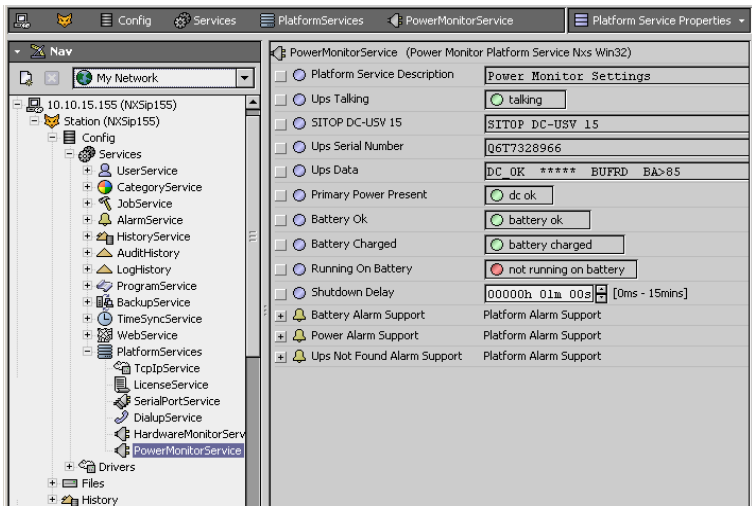 Config Services PlatformServices PowerMonitorService Platform Service Properties
Nav
My Network
10.10.15.155 (NXSip155)
Station (NXSip155)
Config
Services
UserService
CategoryService
JobService
AlarmService
HistoryService
AuditHistory
LogHistory
ProgramService
BackupService
TimeSyncService
WebService
PlatformServices
TcpIpService
LicenseService
SerialPortService
DialupService
HardwareMonitorServ
PowerMonitorService
Drivers
Files
History
PowerMonitorService (Power Monitor Platform Service Nxs Win32)
Platform Service Description Power Monitor Settings
Ups Talking talking
SITOP DC-USV 15 SITOP DC-USV 15
Ups Serial Number Q6T7328966
Ups Data DC_OK ***** BUFRD BA>85
Primary Power Present dc ok
Battery Ok battery ok
Battery Charged battery charged
Running On Battery not running on battery
Shutdown Delay 00000h 01m 00s [0ms - 15mins]
Battery Alarm Support Platform Alarm Support
Power Alarm Support Platform Alarm Support
Ups Not Found Alarm Support Platform Alarm Support